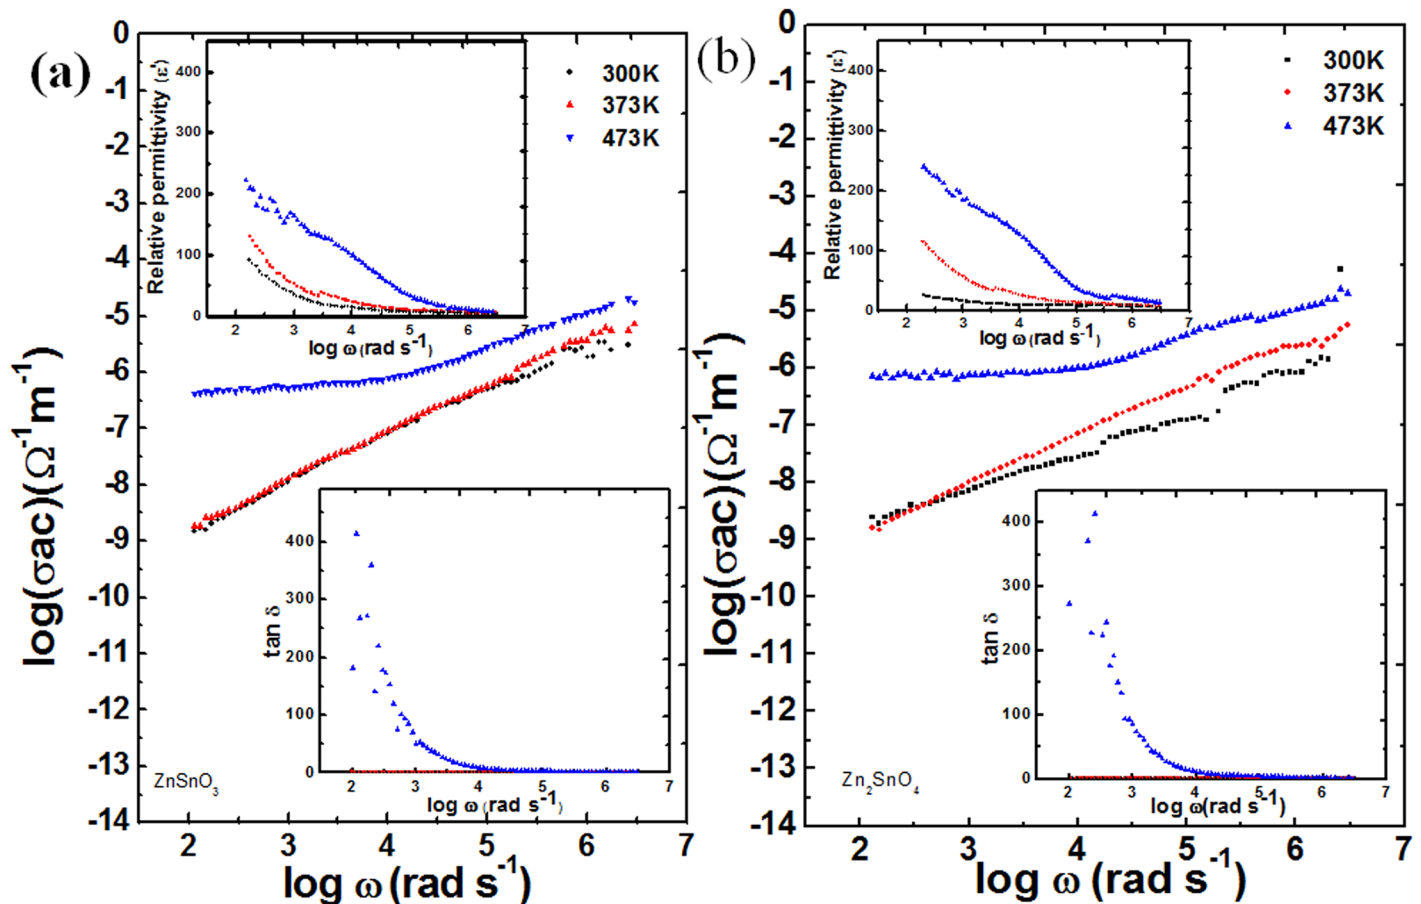 (a)
0
-1
-2
-3
-4
-5
-6
-7
-8
-9
-10
-11
-12
-13
-14
log(σac)(Ω⁻¹m⁻¹)
2 3 4 5 6 7
log ω (rad s⁻¹)
300K
373K
473K
Relative permittivity (ε')
400
300
200
100
0
2 3 4 5 6 7
log ω (rad s⁻¹)
tan δ
400
300
200
100
0
2 3 4 5 6 7
log ω (rad s⁻¹)
ZnSnO₃
(b)
0
-1
-2
-3
-4
-5
-6
-7
-8
-9
-10
-11
-12
-13
-14
log(σac)(Ω⁻¹m⁻¹)
2 3 4 5 6 7
log ω (rad s⁻¹)
300K
373K
473K
Relative permittivity (ε')
400
300
200
100
0
2 3 4 5 6 7
log ω (rad s⁻¹)
tan δ
400
300
200
100
0
2 3 4 5 6 7
log ω(rad s⁻¹)
Zn₂SnO₄